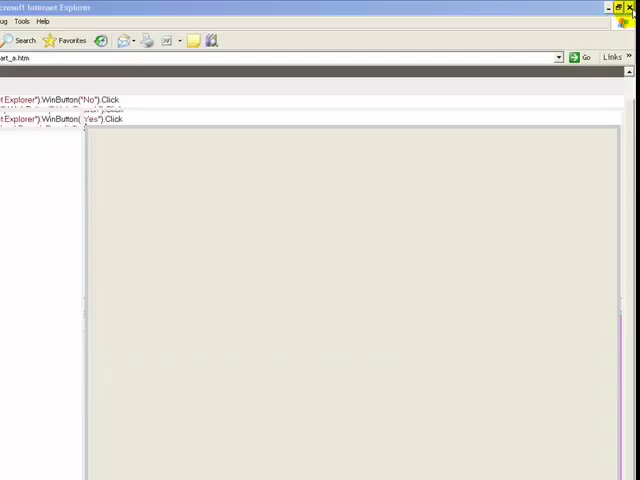 crosoft Internet Explorer
ug Tools Help
Search Favorites
art_a.htm Go Links »
t Explorer").WinButton("No").Click
t Explorer").WinButton( Yes").Click